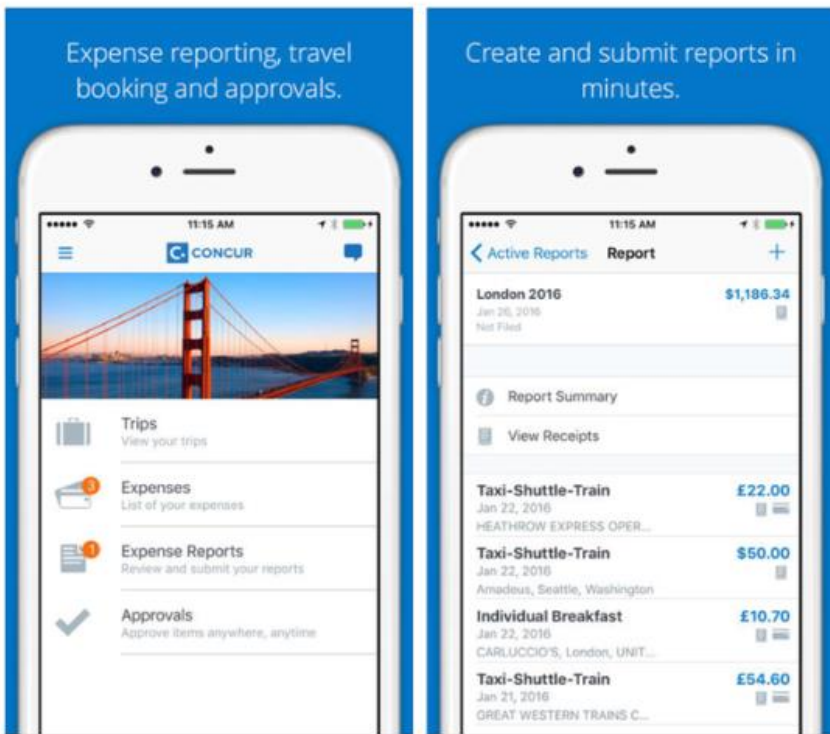 Expense reporting, travel
booking and approvals.
11:15 AM
C. CONCUR
Trips
View your trips
3
Expenses
List of your expenses
1
Expense Reports
Review and submit your reports
Approvals
Approve items anywhere, anytime
Create and submit reports in
minutes.
11:15 AM
Active Reports Report +
London 2016 $1,186.34
Jan 26, 2016
Not Filed
Report Summary
View Receipts
Taxi-Shuttle-Train £22.00
Jan 22, 2016
HEATHROW EXPRESS OPER...
Taxi-Shuttle-Train $50.00
Jan 22, 2016
Amadeus, Seattle, Washington
Individual Breakfast £10.70
Jan 22, 2016
CARLUCCIO'S, London, UNIT...
Taxi-Shuttle-Train £54.60
Jan 21, 2016
GREAT WESTERN TRAINS C...